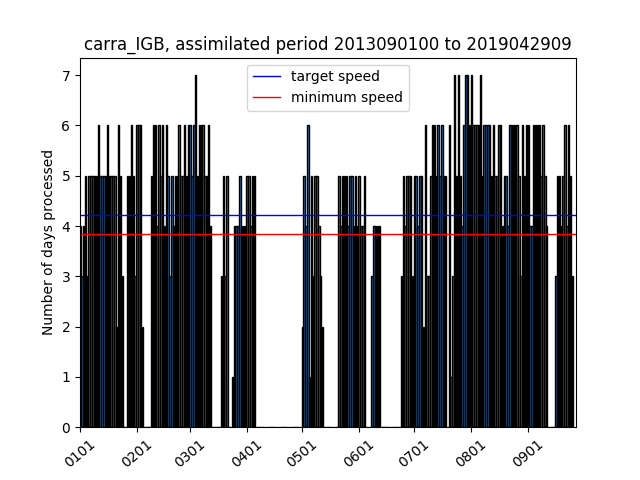 carra_IGB, assimilated period 2013090100 to 2019042909
target speed
minimum speed
Number of days processed
7
6
5
4
3
2
1
0
0101 0201 0301 0401 0501 0601 0701 0801 0901